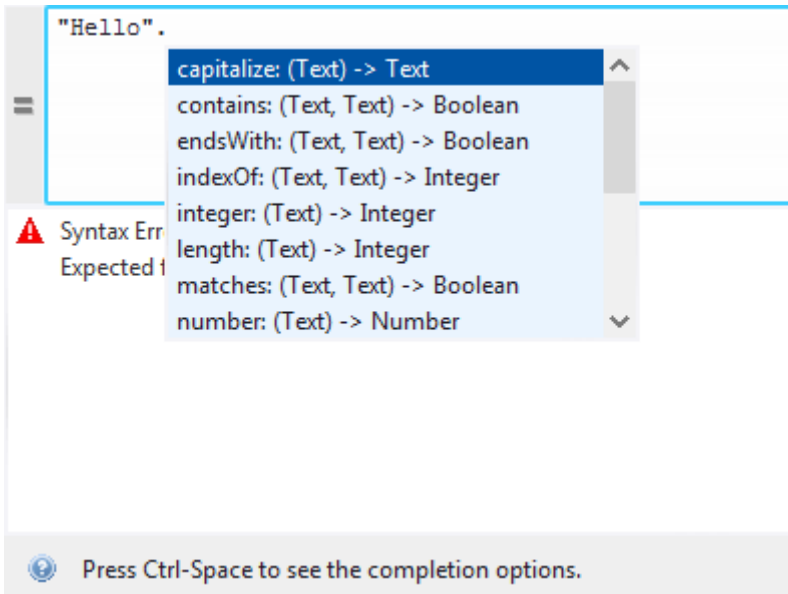 "Hello".
capitalize: (Text) -> Text
contains: (Text, Text) -> Boolean
=
endsWith: (Text, Text) -> Boolean
indexOf: (Text, Text) -> Integer
integer: (Text) -> Integer
Syntax Err
length: (Text) -> Integer
Expected
matches: (Text, Text) -> Boolean
number: (Text) -> Number
Press Ctrl-Space to see the completion options.